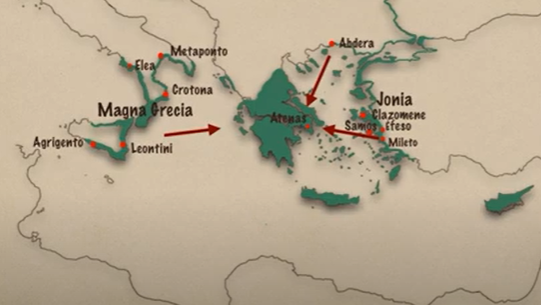 Metaponto
Abdera
Elea
Crotona
Jonia
Magna Grecia
Clazomene
Atenas
Samos
Efeso
Agrigento
Leontini
Mileto